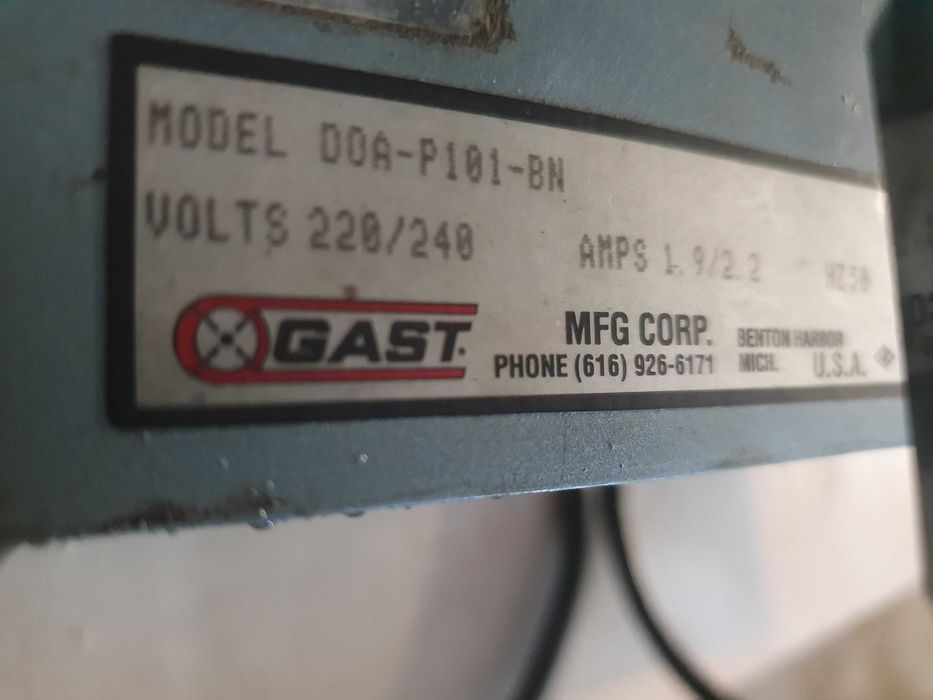 MODEL DOA-P101-BN
VOLTS 220/240 AMPS 1.9/2.2 HZ50
GAST. MFG CORP. BENTON HARBOR
PHONE (616) 926-6171 MICH. U.S.A.